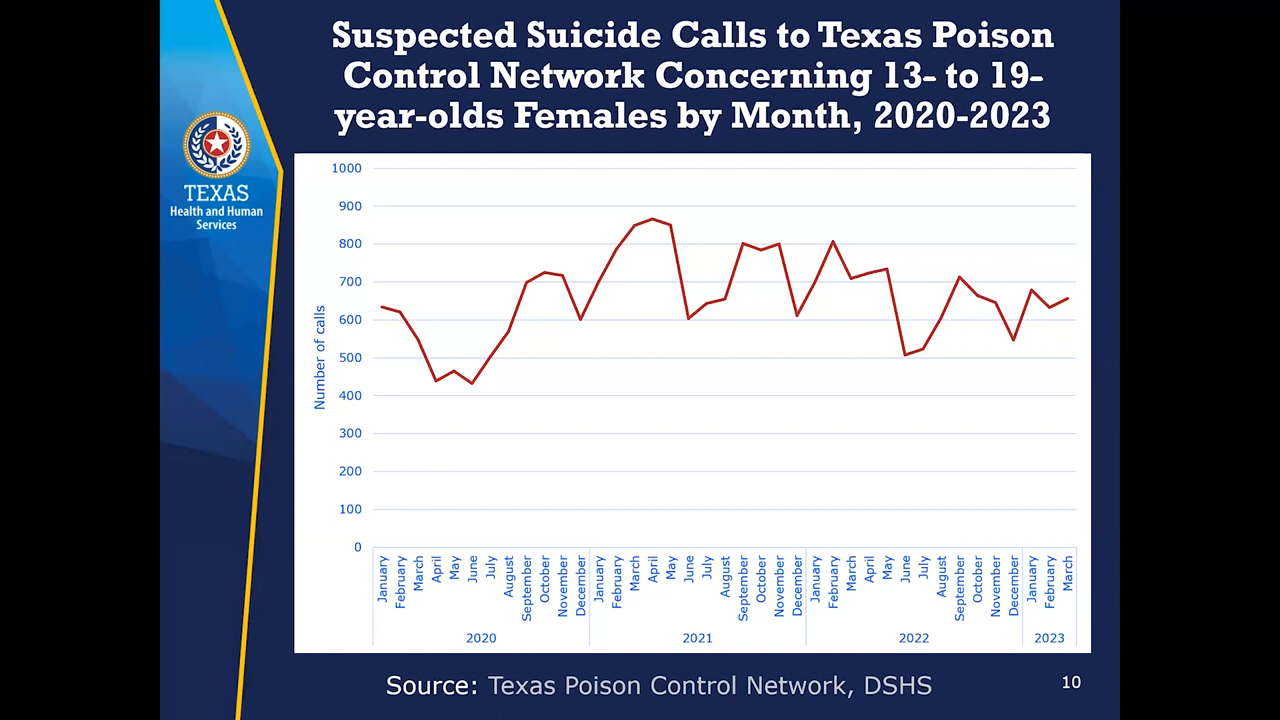 Suspected Suicide Calls to Texas Poison
Control Network Concerning 13- to 19-
year-olds Females by Month, 2020-2023
TEXAS
Health and Human
Services
1000
900
800
700
600
500
400
300
200
100
0
Number of calls
January
February
March
April
May
June
July
August
September
October
November
December
January
February
March
April
May
June
July
August
September
October
November
December
January
February
March
April
May
June
July
August
September
October
November
December
January
February
March
2020
2021
2022
2023
Source: Texas Poison Control Network, DSHS
10